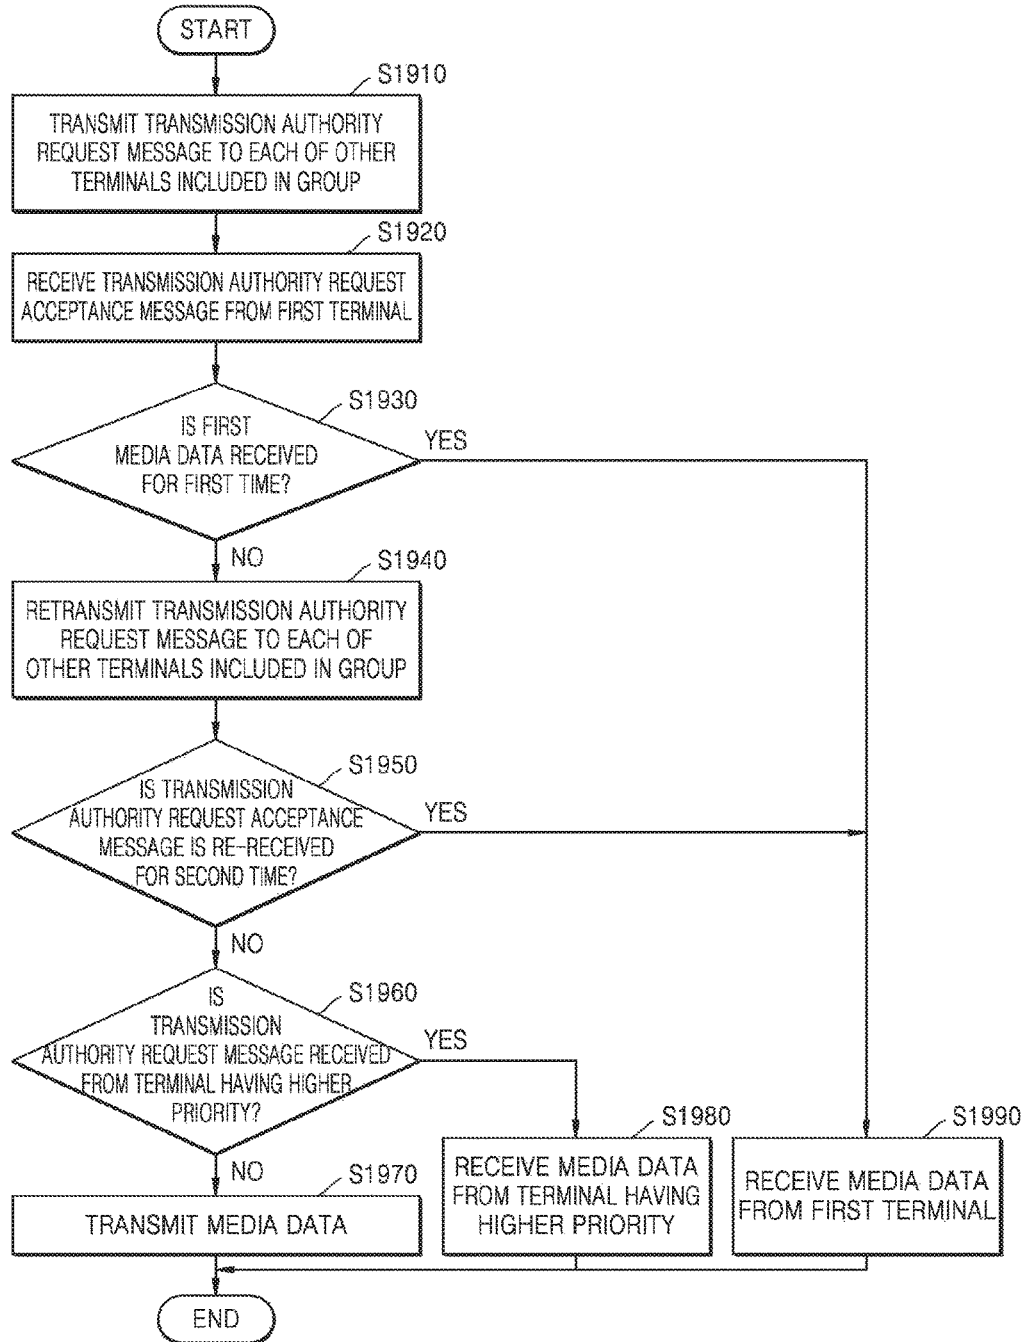 START
S1910
TRANSMIT TRANSMISSION AUTHORITY
REQUEST MESSAGE TO EACH OF OTHER
TERMINALS INCLUDED IN GROUP
S1920
RECEIVE TRANSMISSION AUTHORITY REQUEST
ACCEPTANCE MESSAGE FROM FIRST TERMINAL
S1930
IS FIRST
MEDIA DATA RECEIVED
FOR FIRST TIME?
YES
NO
S1940
RETRANSMIT TRANSMISSION AUTHORITY
REQUEST MESSAGE TO EACH OF
OTHER TERMINALS INCLUDED IN GROUP
S1950
IS TRANSMISSION
AUTHORITY REQUEST ACCEPTANCE
MESSAGE IS RE-RECEIVED
FOR SECOND TIME?
YES
NO
S1960
IS
TRANSMISSION
AUTHORITY REQUEST MESSAGE RECEIVED
FROM TERMINAL HAVING HIGHER
PRIORITY?
YES
NO
S1970
TRANSMIT MEDIA DATA
S1980
RECEIVE MEDIA DATA
FROM TERMINAL HAVING
HIGHER PRIORITY
S1990
RECEIVE MEDIA DATA
FROM FIRST TERMINAL
END